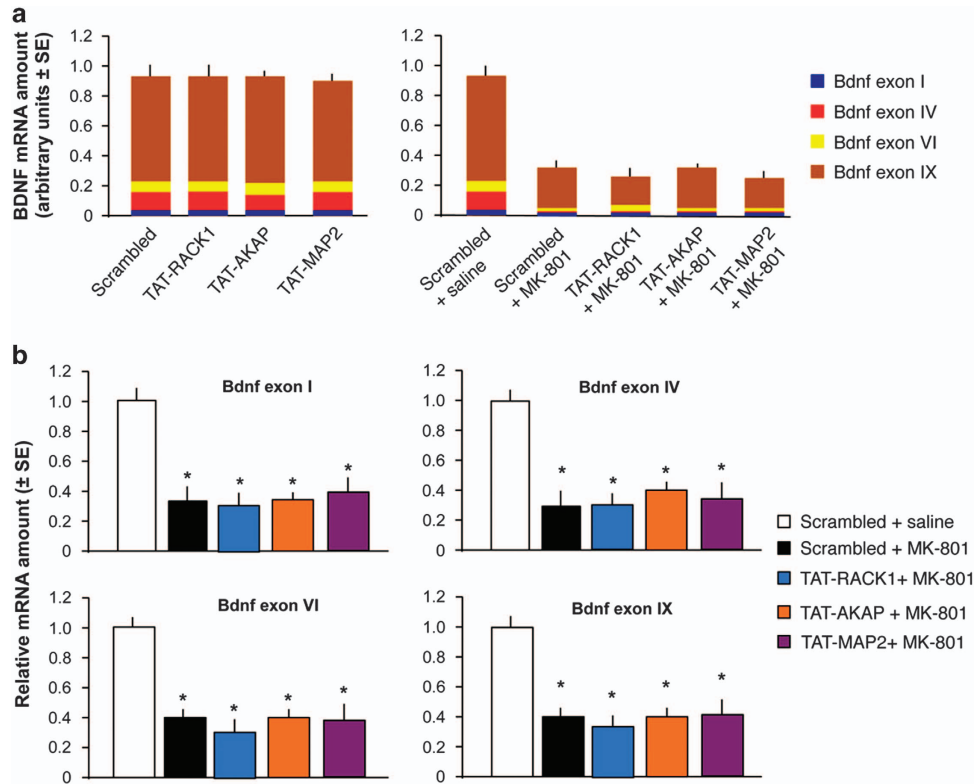 a
BDNF mRNA amount
(arbitrary units ± SE)
1.2
1.0
0.8
0.6
0.4
0.2
0
Scrambled
TAT-RACK1
TAT-AKAP
TAT-MAP2
1.2
1.0
0.8
0.6
0.4
0.2
0
Scrambled
+ saline
Scrambled
+ MK-801
TAT-RACK1
+ MK-801
TAT-AKAP
+ MK-801
TAT-MAP2
+ MK-801
Bdnf exon I
Bdnf exon IV
Bdnf exon VI
Bdnf exon IX
b
Relative mRNA amount (± SE)
Bdnf exon I
1.2
1.0
0.8
0.6
0.4
0.2
0
* * * *
Bdnf exon IV
1.2
1.0
0.8
0.6
0.4
0.2
0
* * * *
Bdnf exon VI
1.2
1.0
0.8
0.6
0.4
0.2
0
* * * *
Bdnf exon IX
1.2
1.0
0.8
0.6
0.4
0.2
0
* * * *
Scrambled + saline
Scrambled + MK-801
TAT-RACK1+ MK-801
TAT-AKAP + MK-801
TAT-MAP2+ MK-801